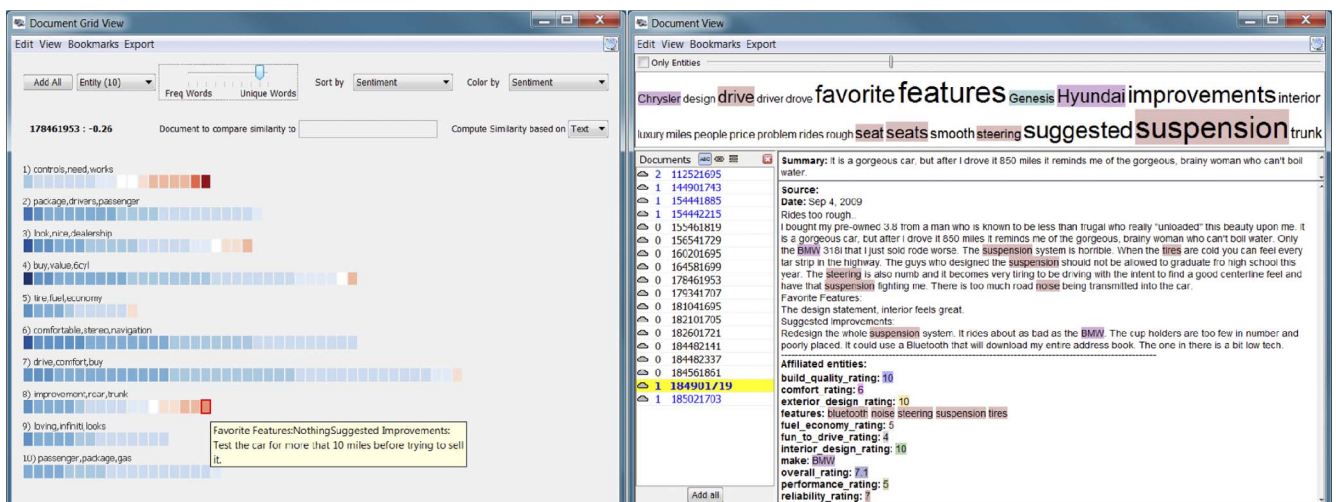 Document Grid View
Edit View Bookmarks Export
Add All Entity (10) Freq Words Unique Words Sort by Sentiment Color by Sentiment
178461953 : -0.26 Document to compare similarity to Compute Similarity based on Text
1) controls,need,works
2) package,drivers,passenger
3) look,nice,dealership
4) buy,value,6cyl
5) tire,fuel,economy
6) comfortable,stereo,navigation
7) drive,comfort,buy
8) improvement,rear,trunk
9) loving,infiniti,looks
10) passenger,package,gas
Favorite Features:NothingSuggested Improvements:
Test the car for more that 10 miles before trying to sell
it.
Document View
Edit View Bookmarks Export
Only Entities
Chrysler design drive driver drove favorite features Genesis Hyundai improvements interior
luxury miles people price problem rides rough seat seats smooth steering suggested suspension trunk
Documents ABC
2 112521695
1 144901743
1 154441885
1 154442215
0 155461819
0 156541729
0 160201695
0 164581699
0 178461953
0 179341707
0 181041695
0 182101705
0 182601721
0 184482141
0 184482337
0 184561861
1 184901719
1 185021703
Add all
Summary: It is a gorgeous car, but after I drove it 850 miles it reminds me of the gorgeous, brainy woman who can't boil
water.
Source:
Date: Sep 4, 2009
Rides too rough..
I bought my pre-owned 3.8 from a man who is known to be less than frugal who really "unloaded" this beauty upon me. It
is a gorgeous car, but after I drove it 850 miles it reminds me of the gorgeous, brainy woman who can't boil water. Only
the BMW 318i that I just sold rode worse. The suspension system is horrible. When the tires are cold you can feel every
tar strip in the highway. The guys who designed the suspension should not be allowed to graduate fro high school this
year. The steering is also numb and it becomes very tiring to be driving with the intent to find a good centerline feel and
have that suspension fighting me. There is too much road noise being transmitted into the car.
Favorite Features:
The design statement, interior feels great.
Suggested Improvements:
Redesign the whole suspension system. It rides about as bad as the BMW. The cup holders are too few in number and
poorly placed. It could use a Bluetooth that will download my entire address book. The one in there is a bit low tech.
Affiliated entities:
build_quality_rating: 10
comfort_rating: 6
exterior_design_rating: 10
features: bluetooth noise steering suspension tires
fuel_economy_rating: 5
fun_to_drive_rating: 4
interior_design_rating: 10
make: BMW
overall_rating: 7.1
performance_rating: 5
reliability_rating: 7